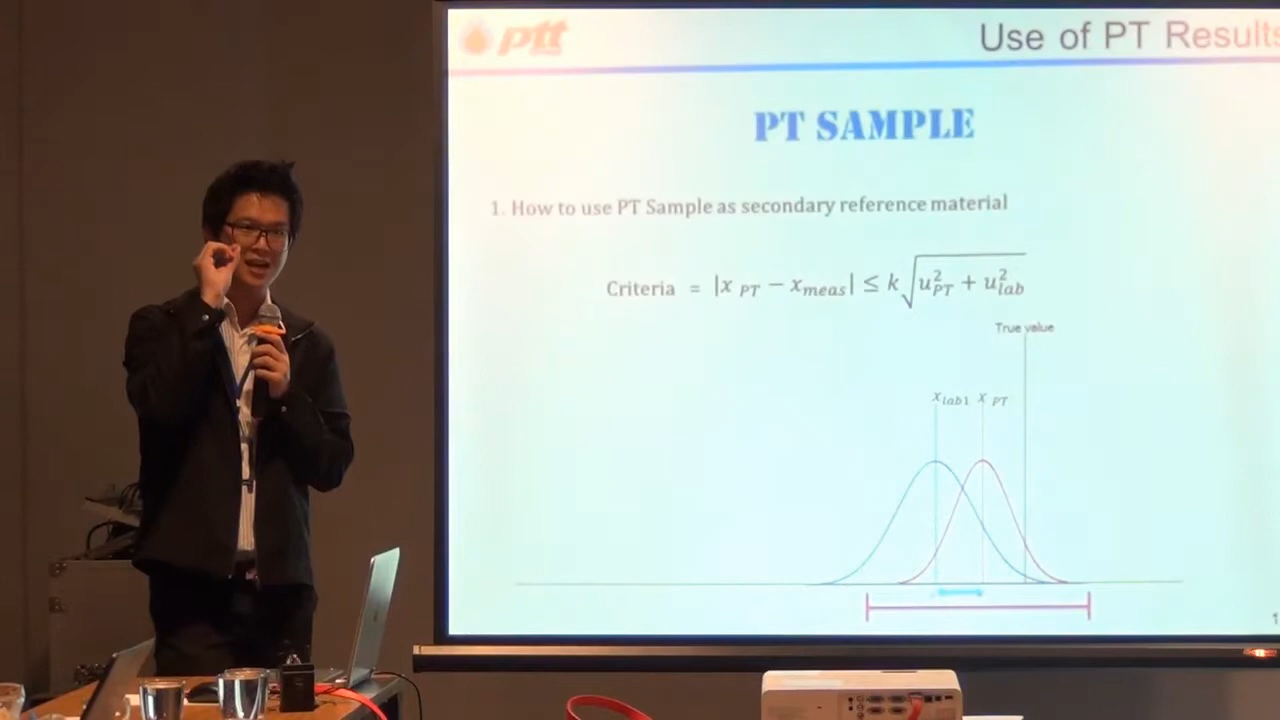 ptt
Use of PT Results
PT SAMPLE
1. How to use PT Sample as secondary reference material
Criteria = |x PT − xmeas| ≤ k√(u²PT + u²lab)
True value
xlab1 x PT
1